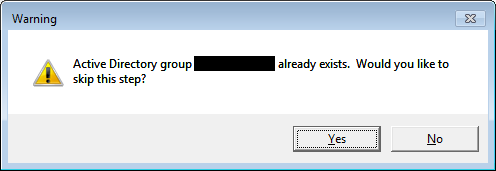 Warning
Active Directory group already exists. Would you like to
skip this step?
Yes
No